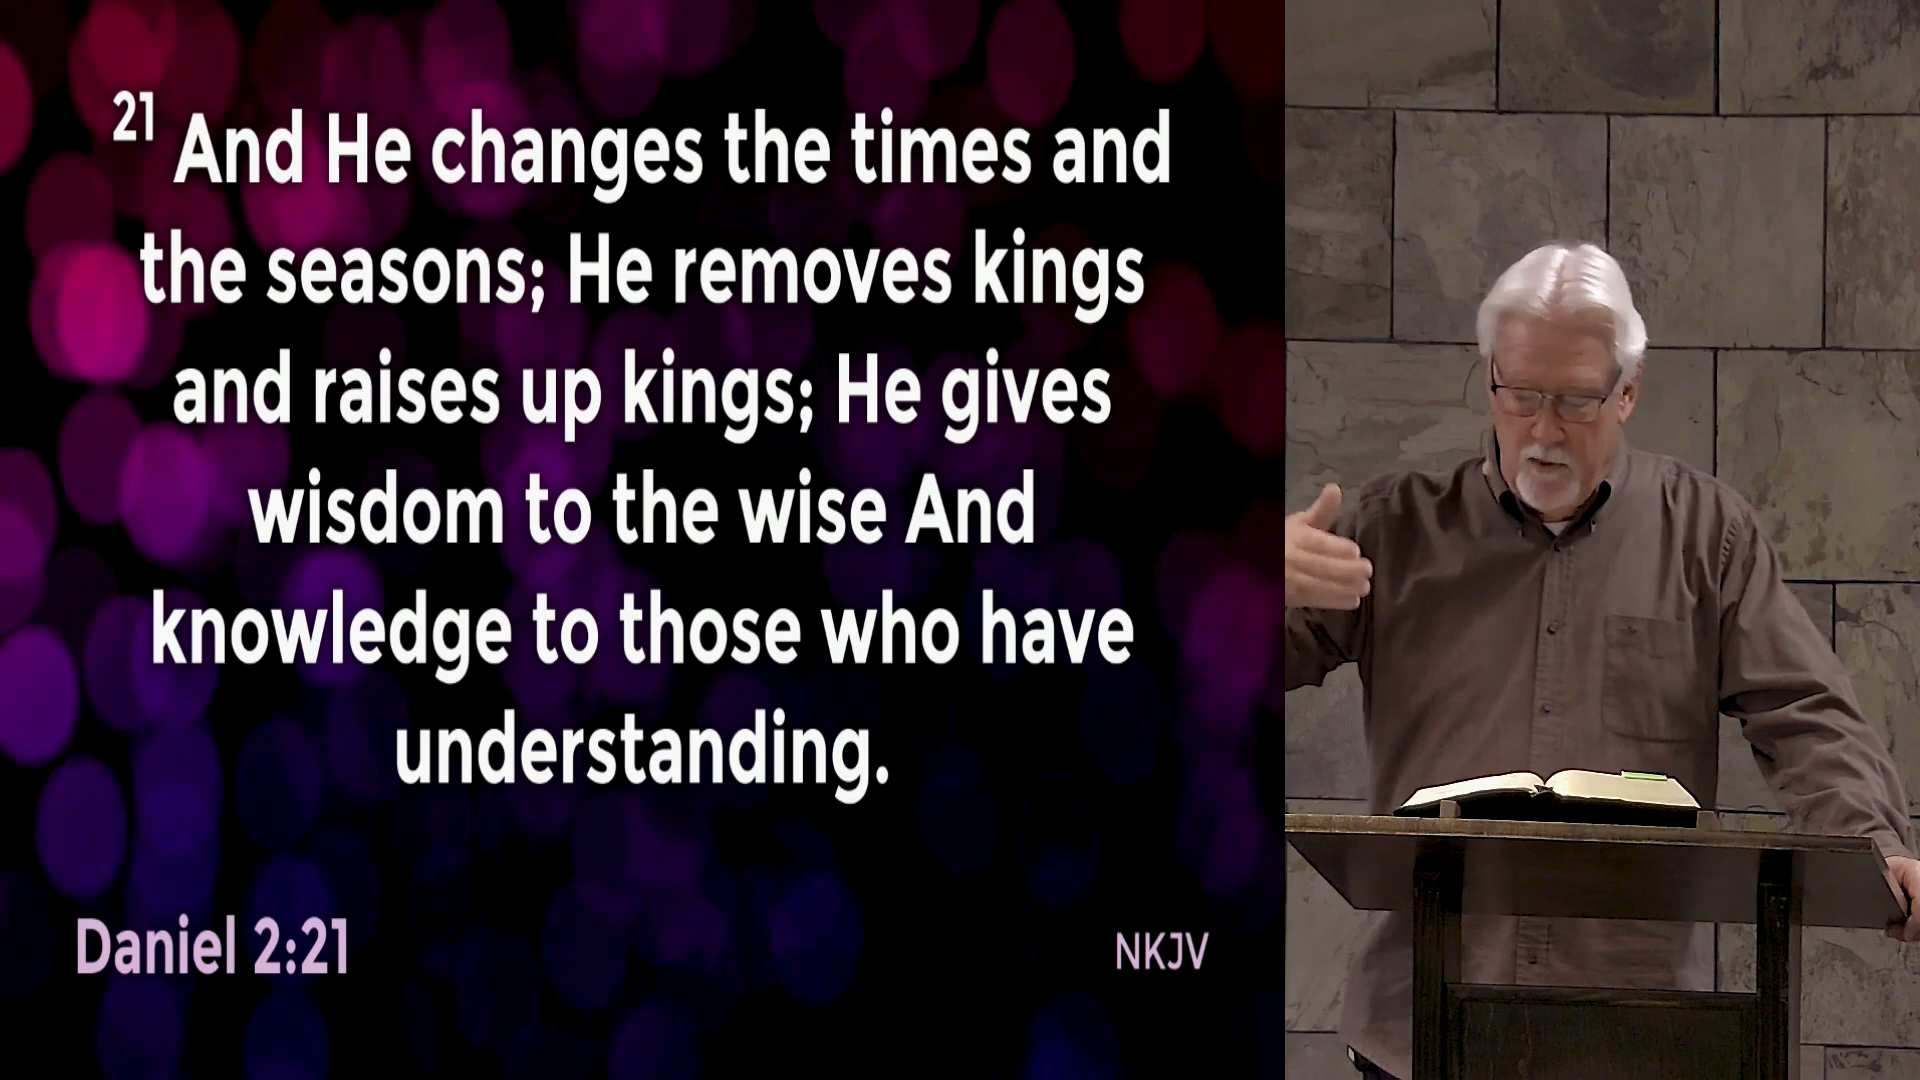 21 And He changes the times and
the seasons; He removes kings
and raises up kings; He gives
wisdom to the wise And
knowledge to those who have
understanding.
Daniel 2:21
NKJV